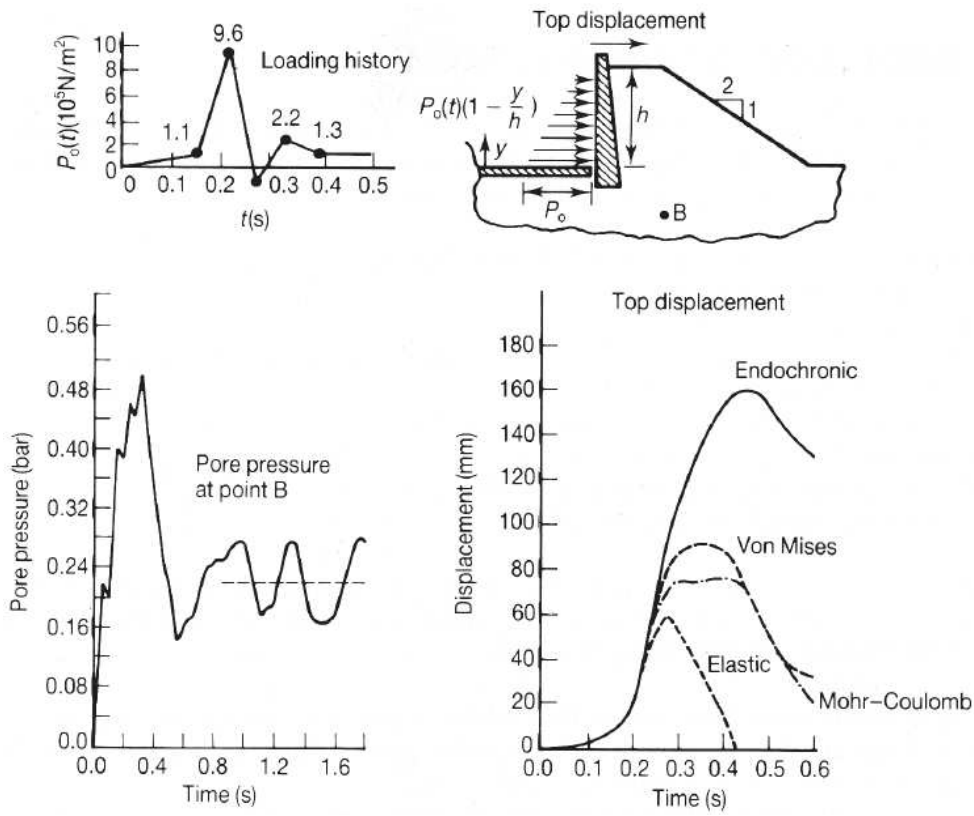 P₀(t)(10⁵N/m²)
10
8
6
4
2
0
9.6
1.1
2.2
1.3
Loading history
0 0.1 0.2 0.3 0.4 0.5
t(s)
Top displacement
P₀(t)(1 − y/h)
y
h
2
1
P₀
B
Pore pressure (bar)
0.56
0.48
0.40
0.32
0.24
0.16
0.08
0.0
Pore pressure
at point B
0.0 0.4 0.8 1.2 1.6
Time (s)
Top displacement
Displacement (mm)
180
160
140
120
100
80
60
40
20
0
Endochronic
Von Mises
Elastic
Mohr–Coulomb
0.0 0.1 0.2 0.3 0.4 0.5 0.6
Time (s)